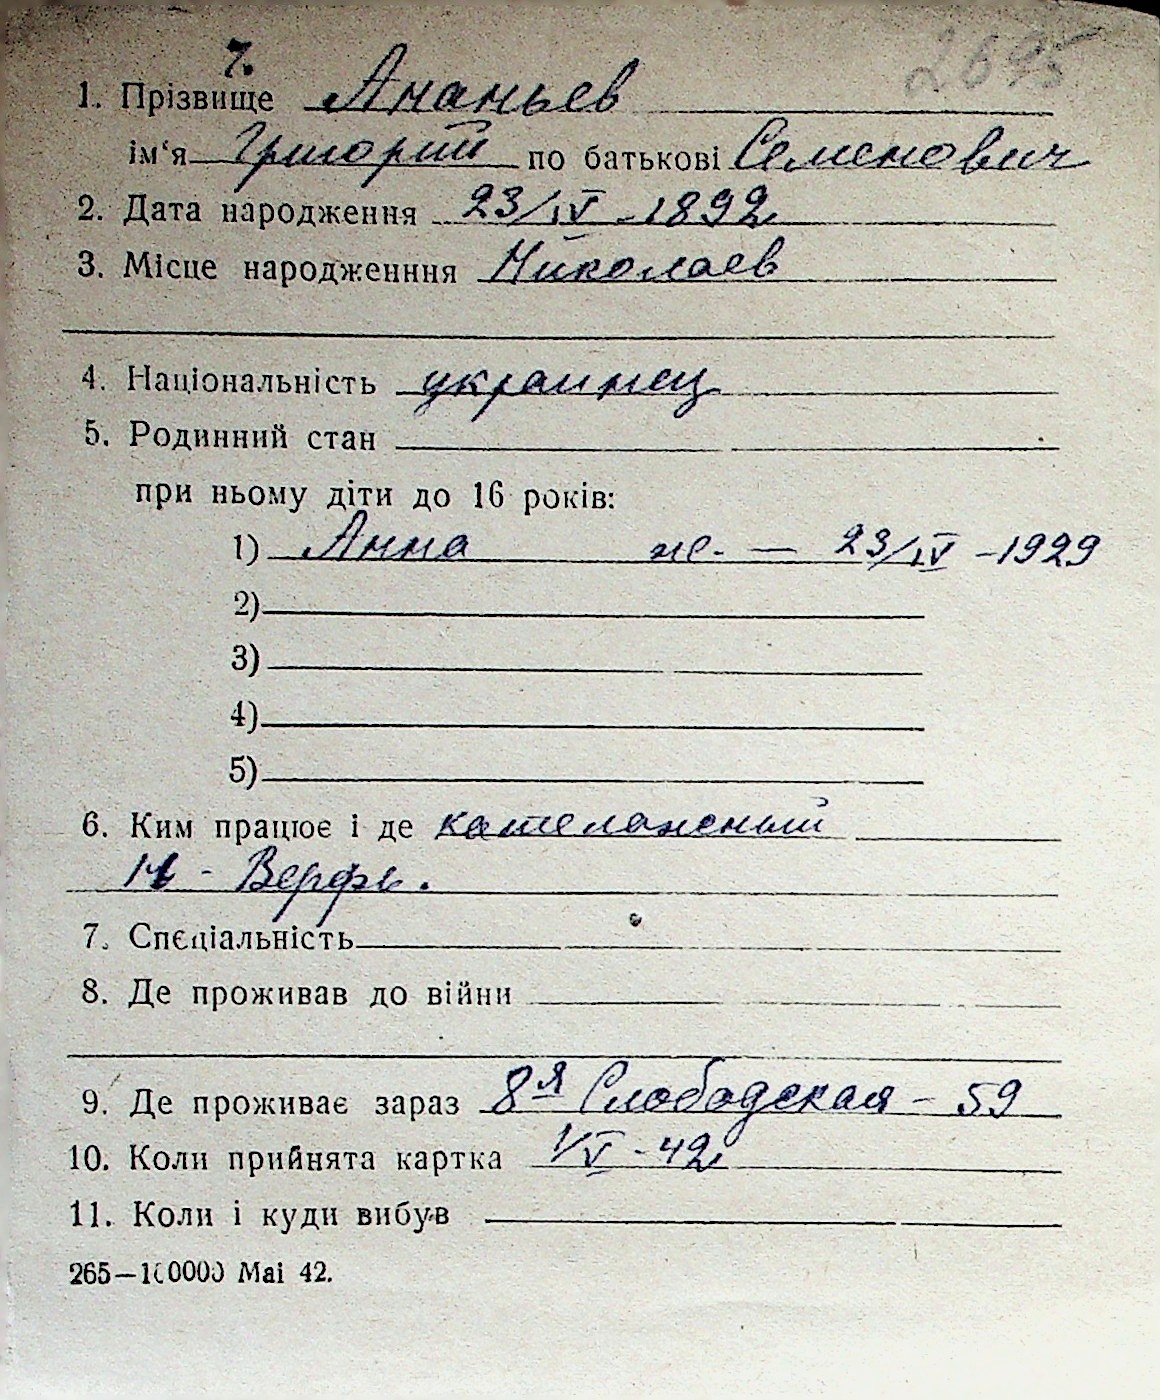 7.
2695
1. Прізвище Ананьев
ім'я Григорий по батькові Семенович
2. Дата народження 23/IV - 1892
3. Місце народженння Николаев
4. Національність украинец
5. Родинний стан
при ньому діти до 16 років:
1) Анна ж. — 23/IV - 1929
2)
3)
4)
5)
6. Ким працює і де
- Верфь.
7. Спеціальність
8. Де проживав до війни
9. Де проживає зараз 8я Слободская - 59
10. Коли прийнята картка 1/V - 42
11. Коли і куди вибув
265—100000 Mai 42.